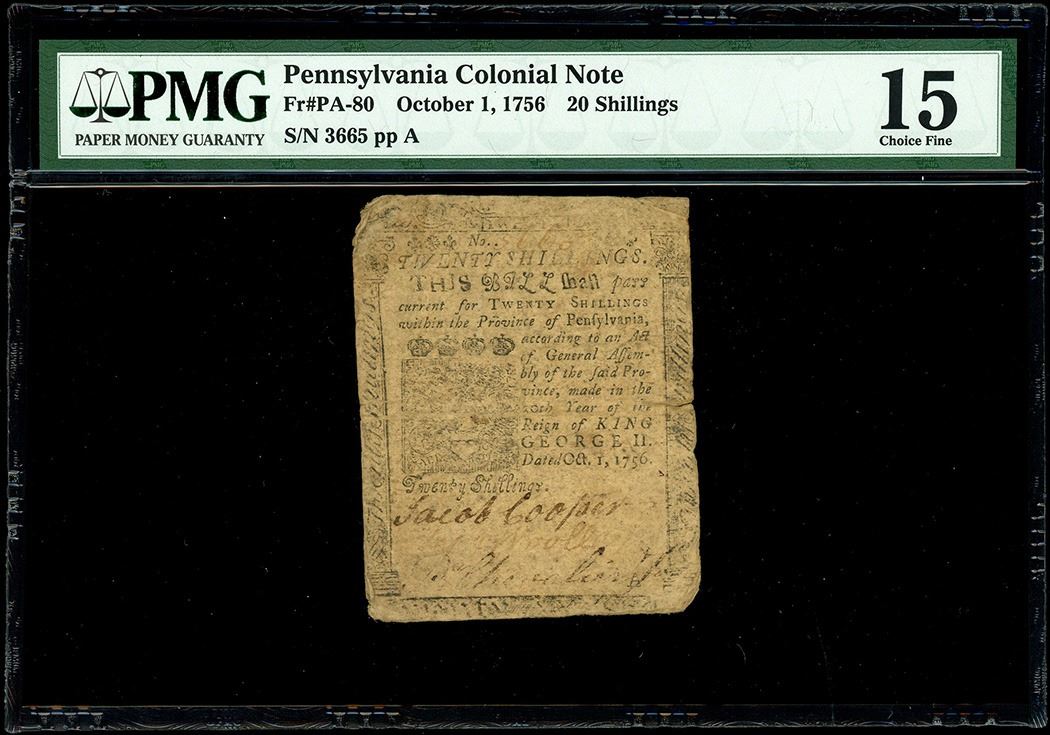 PMG
PAPER MONEY GUARANTY
Pennsylvania Colonial Note
Fr#PA-80 October 1, 1756 20 Shillings
S/N 3665 pp A
15
Choice Fine
No.
TWENTY SHILLINGS.
THIS BILL shall pass
current for TWENTY SHILLINGS
within the Province of Pensylvania,
according to an Act
of General Assem-
bly of the said Pro-
vince, made in the
20th Year of the
Reign of KING
GEORGE II.
Dated Oct. 1, 1756.
Twenty Shillings.
Jacob Cooper